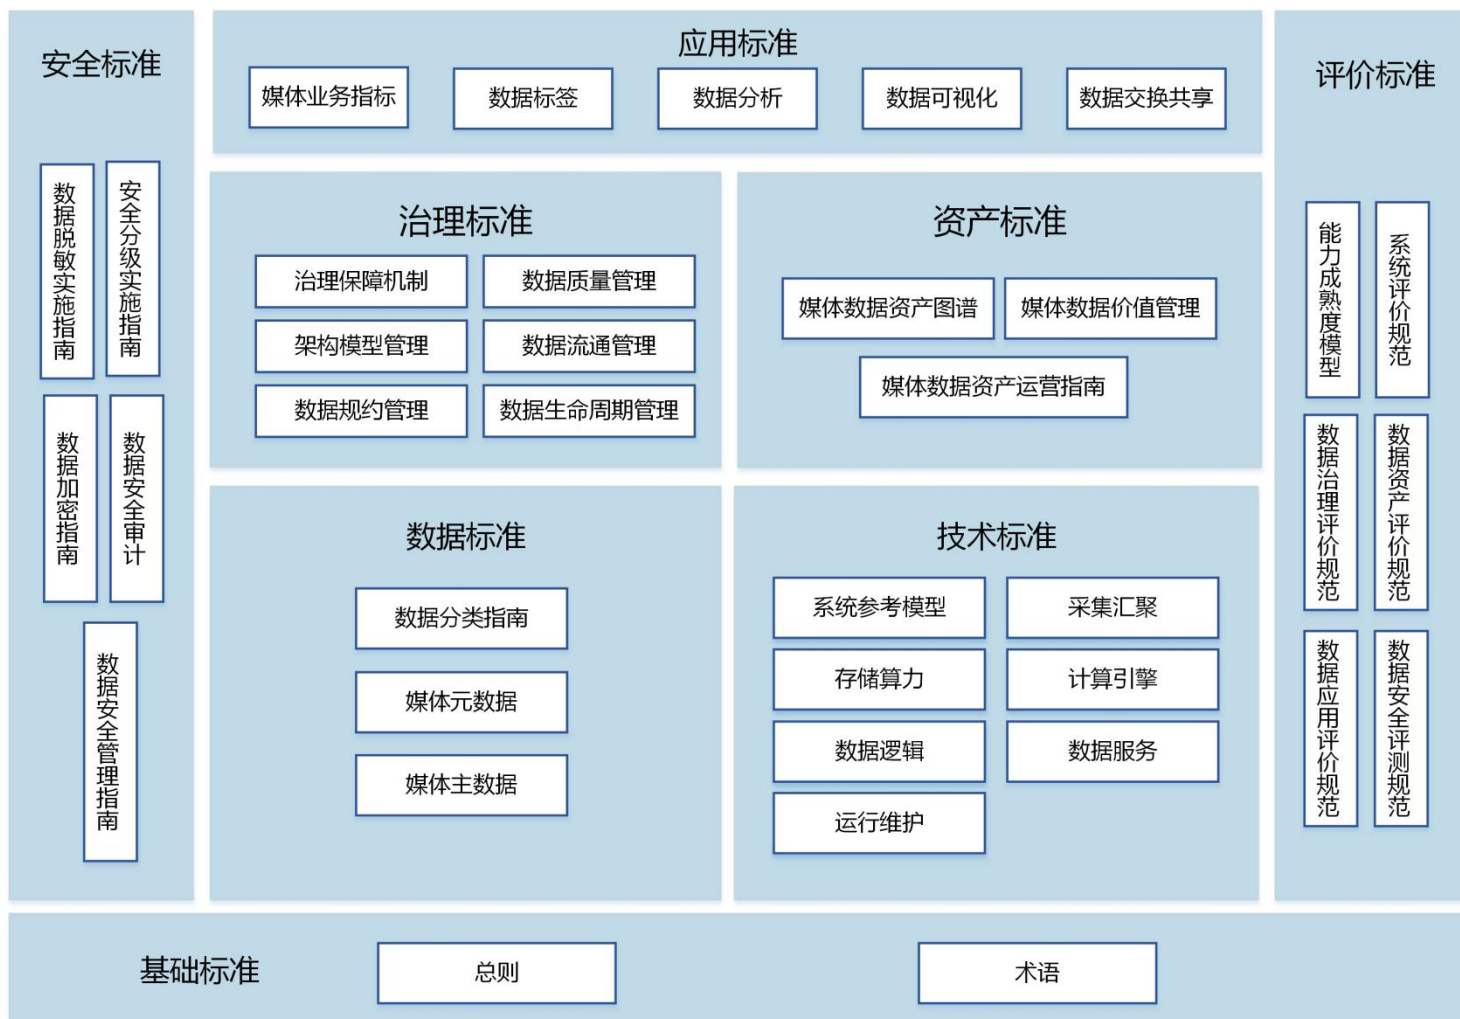 安全标准
数据脱敏实施指南
安全分级实施指南
数据加密指南
数据安全审计
数据安全管理指南
应用标准
媒体业务指标
数据标签
数据分析
数据可视化
数据交换共享
治理标准
治理保障机制
数据质量管理
架构模型管理
数据流通管理
数据规约管理
数据生命周期管理
资产标准
媒体数据资产图谱
媒体数据价值管理
媒体数据资产运营指南
数据标准
数据分类指南
媒体元数据
媒体主数据
技术标准
系统参考模型
采集汇聚
存储算力
计算引擎
数据逻辑
数据服务
运行维护
评价标准
能力成熟度模型
系统评价规范
数据治理评价规范
数据资产评价规范
数据应用评价规范
数据安全评测规范
基础标准
总则
术语